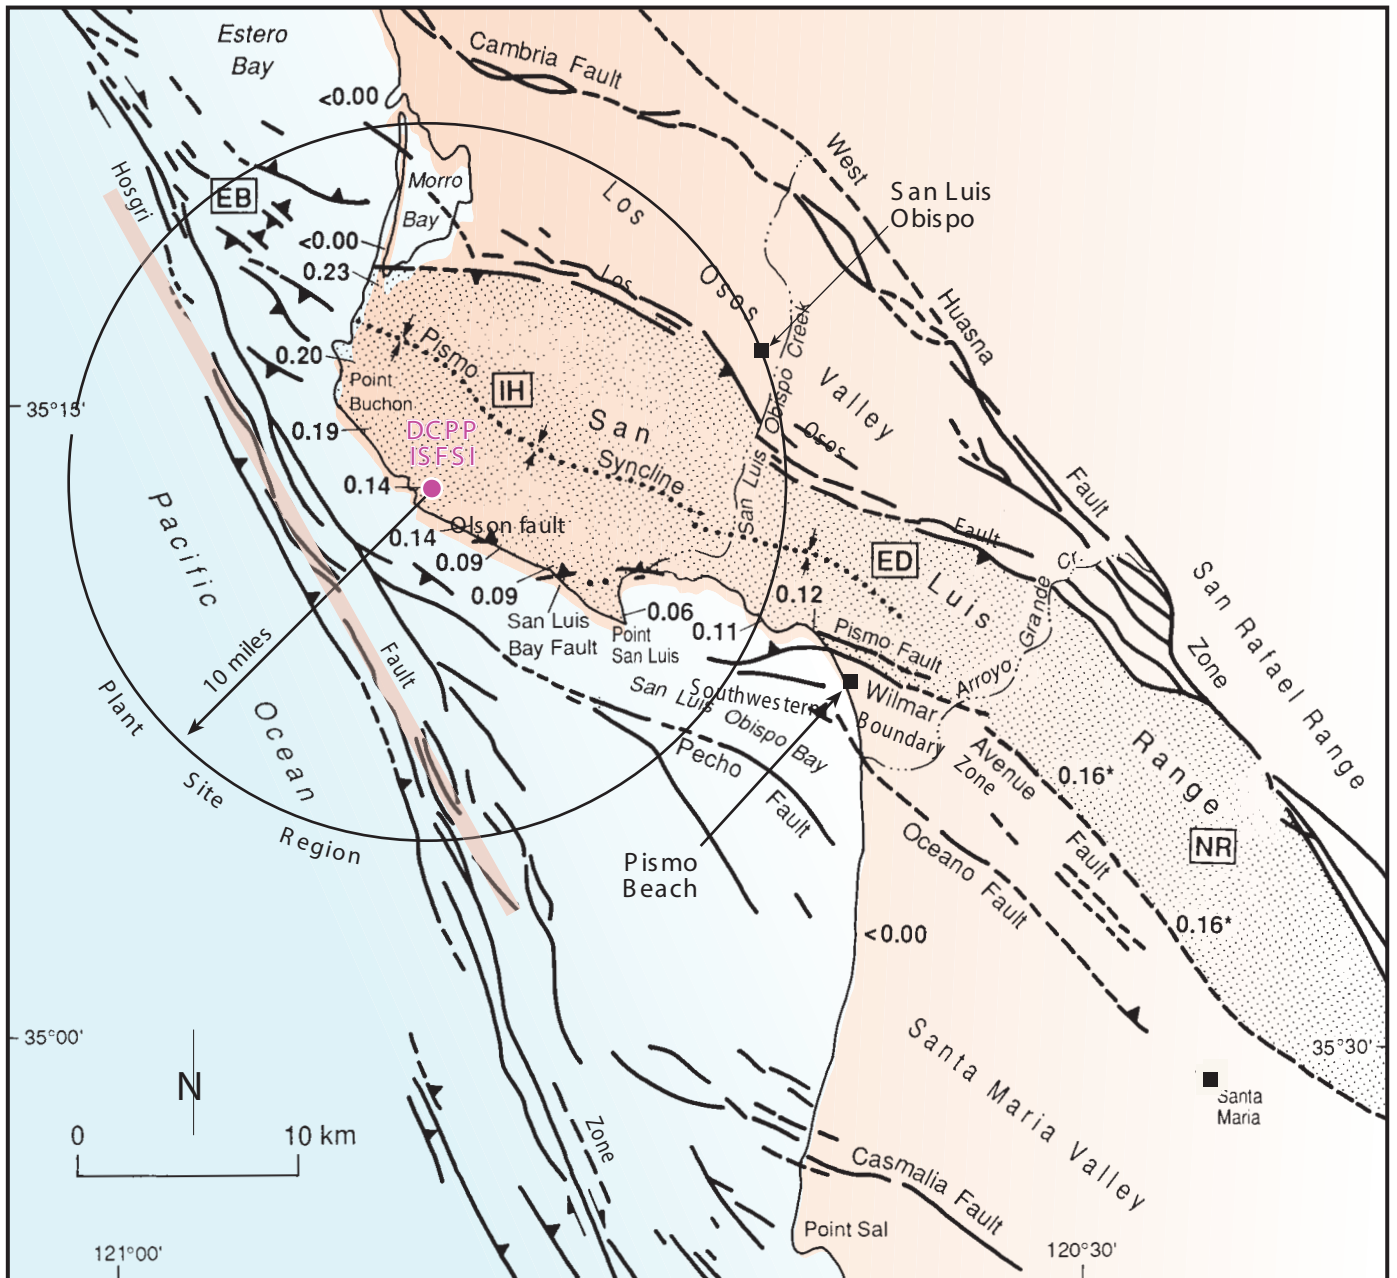 Estero
Bay
Cambria Fault
<0.00
West
San Luis
Obispo
Hosgri
EB
Morro
Bay
Los
<0.00
0.23
Los
Osos
Creek
Huasna
0.20
Pismo
Point
Buchon
IH
San
Valley
35°15'
0.19
DCPP
ISFSI
Obispo
Osos
Syncline
0.14
San Luis
Fault
Pacific
0.14
Olson fault
Fault
0.09
ED
Cr.
San Rafael Range
0.09
Luis
0.12
Grande
San Luis
Bay Fault
0.06
Point
San Luis
0.11
Pismo Fault
10 miles
Fault
Zone
Arroyo
Plant
Ocean
San Luis Obispo Bay
Southwestern
Wilmar
Boundary
Pecho
Avenue
Zone
Range
0.16*
Site
Fault
Region
Oceano Fault
Fault
NR
Pismo
Beach
0.16*
<0.00
35°00'
Santa Maria Valley
35°30'
N
Santa
Maria
0
10 km
Zone
Casmalia Fault
Point Sal
121°00'
120°30'